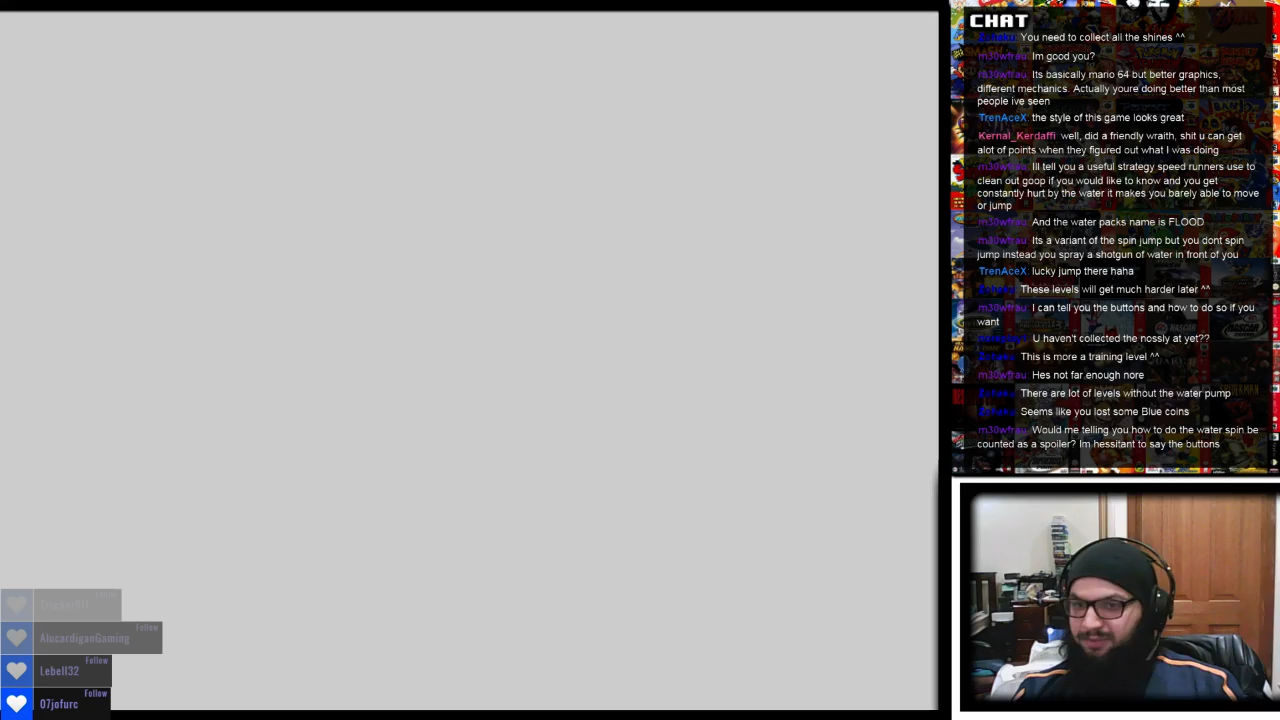 CHAT
You need to collect all the shines ^^
m30wfrau: Im good you?
m30wfrau: Its basically mario 64 but better graphics,
different mechanics. Actually youre doing better than most
people ive seen
TrenAceX: the style of this game looks great
Kernal_Kerdaffi well, did a friendly wraith, shit u can get
alot of points when they figured out what I was doing
m30wfrau: Ill tell you a useful strategy speed runners use to
clean out goop if you would like to know and you get
constantly hurt by the water it makes you barely able to move
or jump
m30wfrau: And the water packs name is FLOOD
m30wfrau: Its a variant of the spin jump but you dont spin
jump instead you spray a shotgun of water in front of you
TrenAceX: lucky jump there haha
These levels will get much harder later ^^
m30wfrau: I can tell you the buttons and how to do so if you
want
U haven't collected the nossly at yet??
This is more a training level ^^
m30wfrau: Hes not far enough nore
There are lot of levels without the water pump
Seems like you lost some Blue coins
m30wfrau: Would me telling you how to do the water spin be
counted as a spoiler? Im hessitant to say the buttons
Follow
Follow
AlucardiganGaming
Follow
Lebell32
Follow
07jofurc